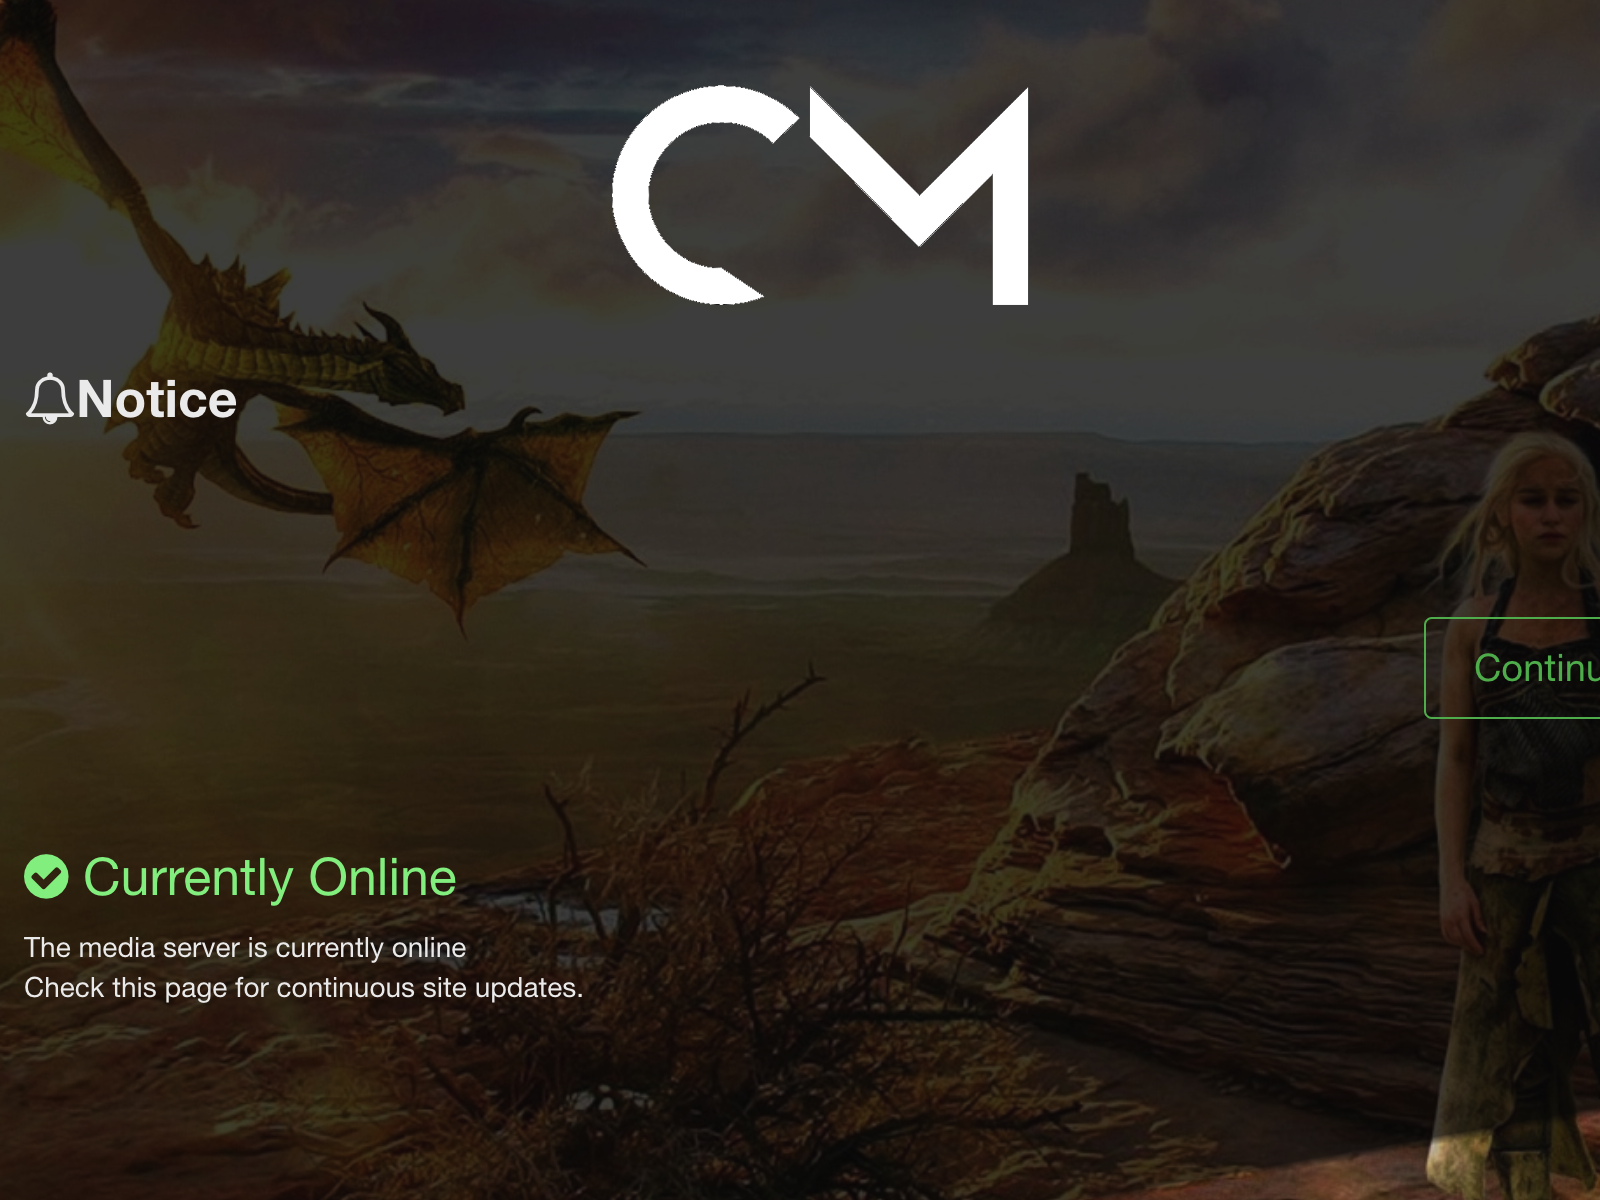 CM
Notice
Continu
Currently Online
The media server is currently online
Check this page for continuous site updates.